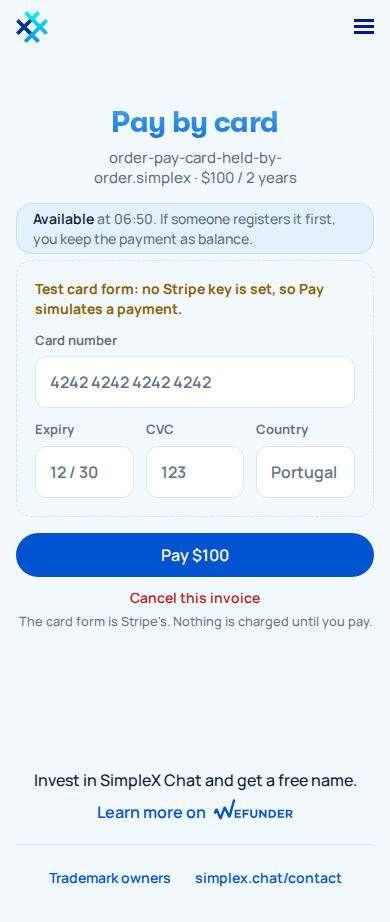 Pay by card
order-pay-card-held-by-
order.simplex · $100 / 2 years
Available at 06:50. If someone registers it first,
you keep the payment as balance.
Test card form: no Stripe key is set, so Pay
simulates a payment.
Card number
4242 4242 4242 4242
Expiry CVC Country
12 / 30 123 Portugal
Pay $100
Cancel this invoice
The card form is Stripe's. Nothing is charged until you pay.
Invest in SimpleX Chat and get a free name.
Learn more on WEFUNDER
Trademark owners simplex.chat/contact